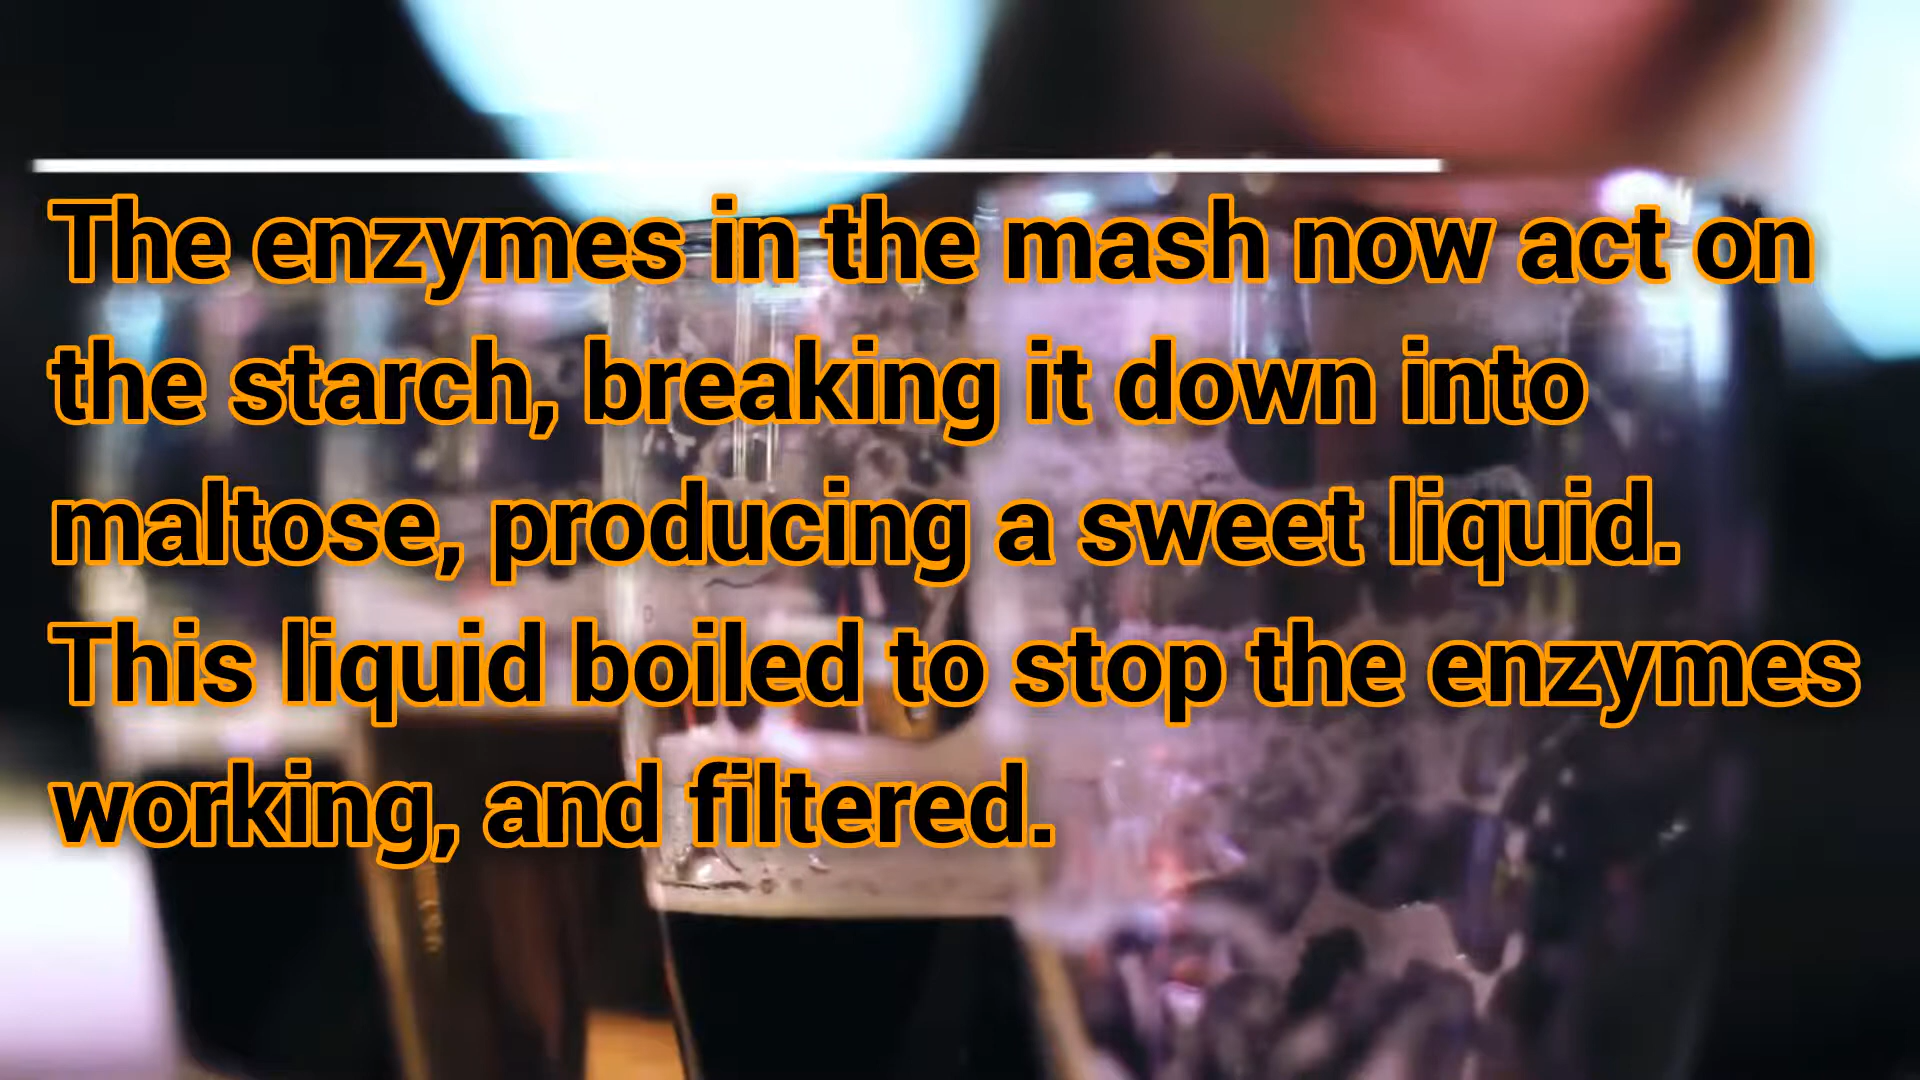 The enzymes in the mash now act on
the starch, breaking it down into
maltose, producing a sweet liquid.
This liquid boiled to stop the enzymes
working, and filtered.